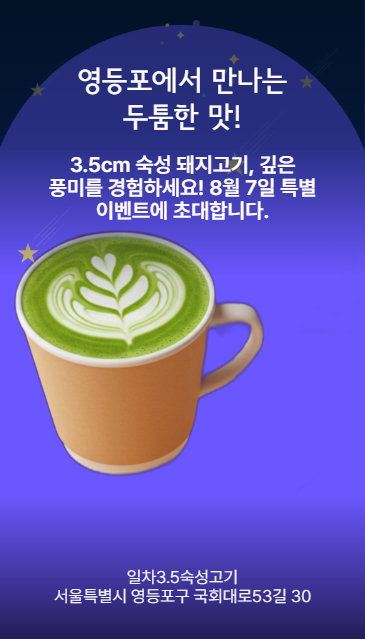 영등포에서 만나는
두툼한 맛!
3.5cm 숙성 돼지고기, 깊은
풍미를 경험하세요! 8월 7일 특별
이벤트에 초대합니다.
일차3.5숙성고기
서울특별시 영등포구 국회대로53길 30